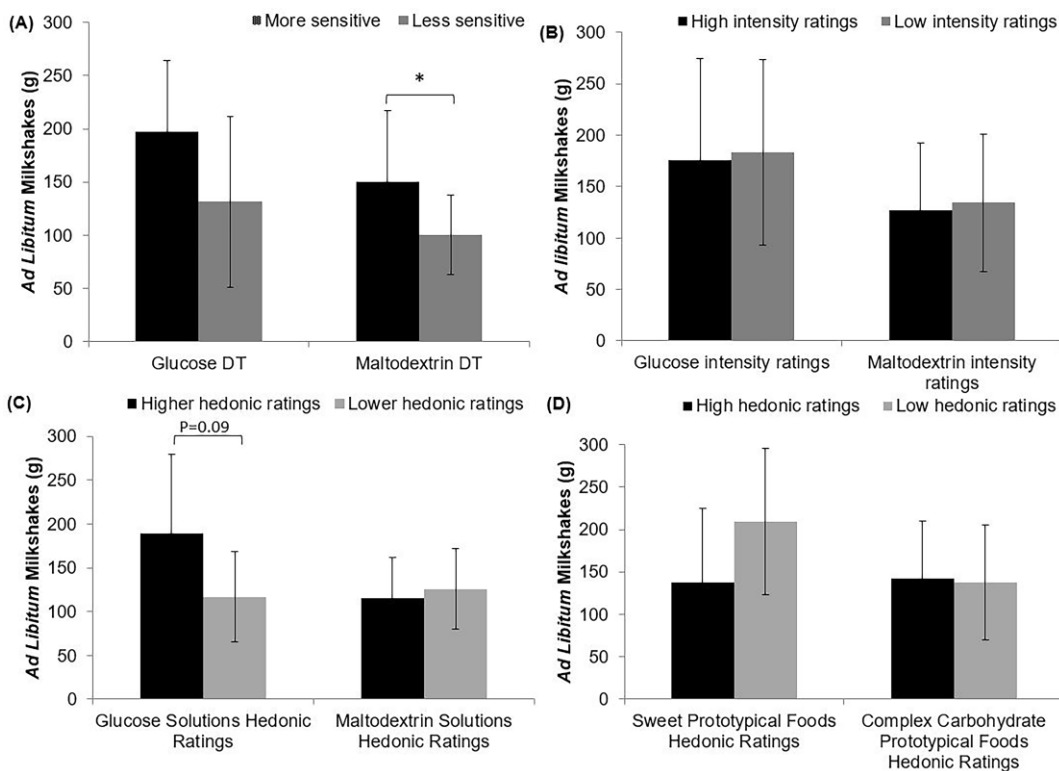 (A)
More sensitive Less sensitive
Ad Libitum Milkshakes (g)
300
250
200
150
100
50
0
*
Glucose DT Maltodextrin DT
(B)
High intensity ratings Low intensity ratings
Ad libitum Milkshakes (g)
300
250
200
150
100
50
0
Glucose intensity ratings Maltodextrin intensity
ratings
(C)
Higher hedonic ratings Lower hedonic ratings
Ad Libitum Milkshakes (g)
300
250
200
150
100
50
0
P=0.09
Glucose Solutions Hedonic Maltodextrin Solutions
Ratings Hedonic Ratings
(D)
High hedonic ratings Low hedonic ratings
Ad Libitum Milkshakes (g)
300
250
200
150
100
50
0
Sweet Prototypical Foods Complex Carbohydrate
Hedonic Ratings Prototypical Foods
Hedonic Ratings